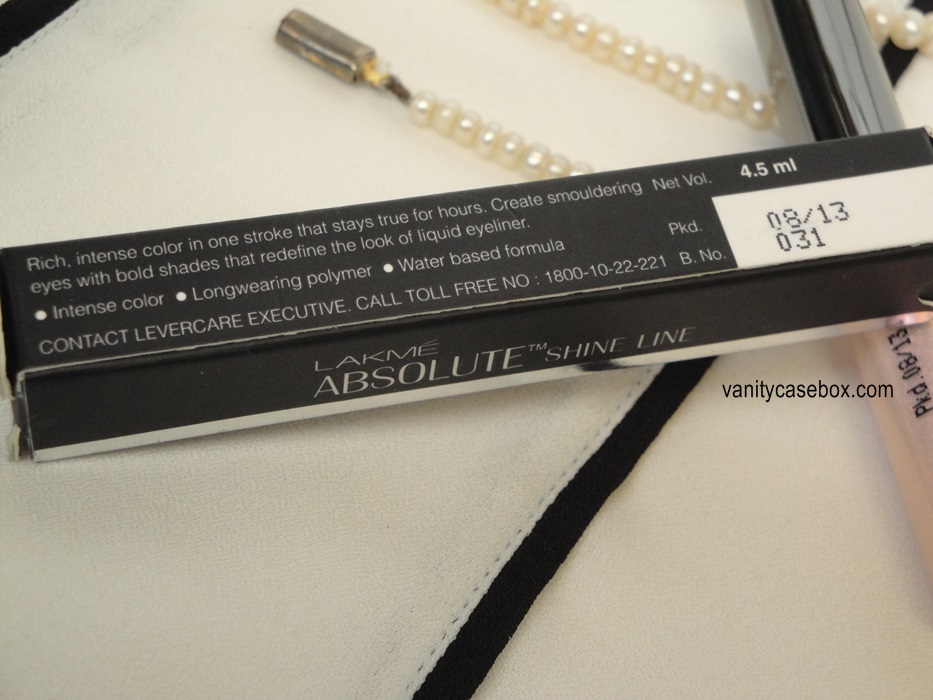 Rich, intense color in one stroke that stays true for hours. Create smouldering
eyes with bold shades that redefine the look of liquid eyeliner.
● Intense color ● Longwearing polymer ● Water based formula
CONTACT LEVERCARE EXECUTIVE. CALL TOLL FREE NO : 1800-10-22-221
Net Vol. 4.5 ml
Pkd. 08/13
B. No. 031
LAKMÉ
ABSOLUTE™ SHINE LINE
vanitycasebox.com
Pkd.08/13